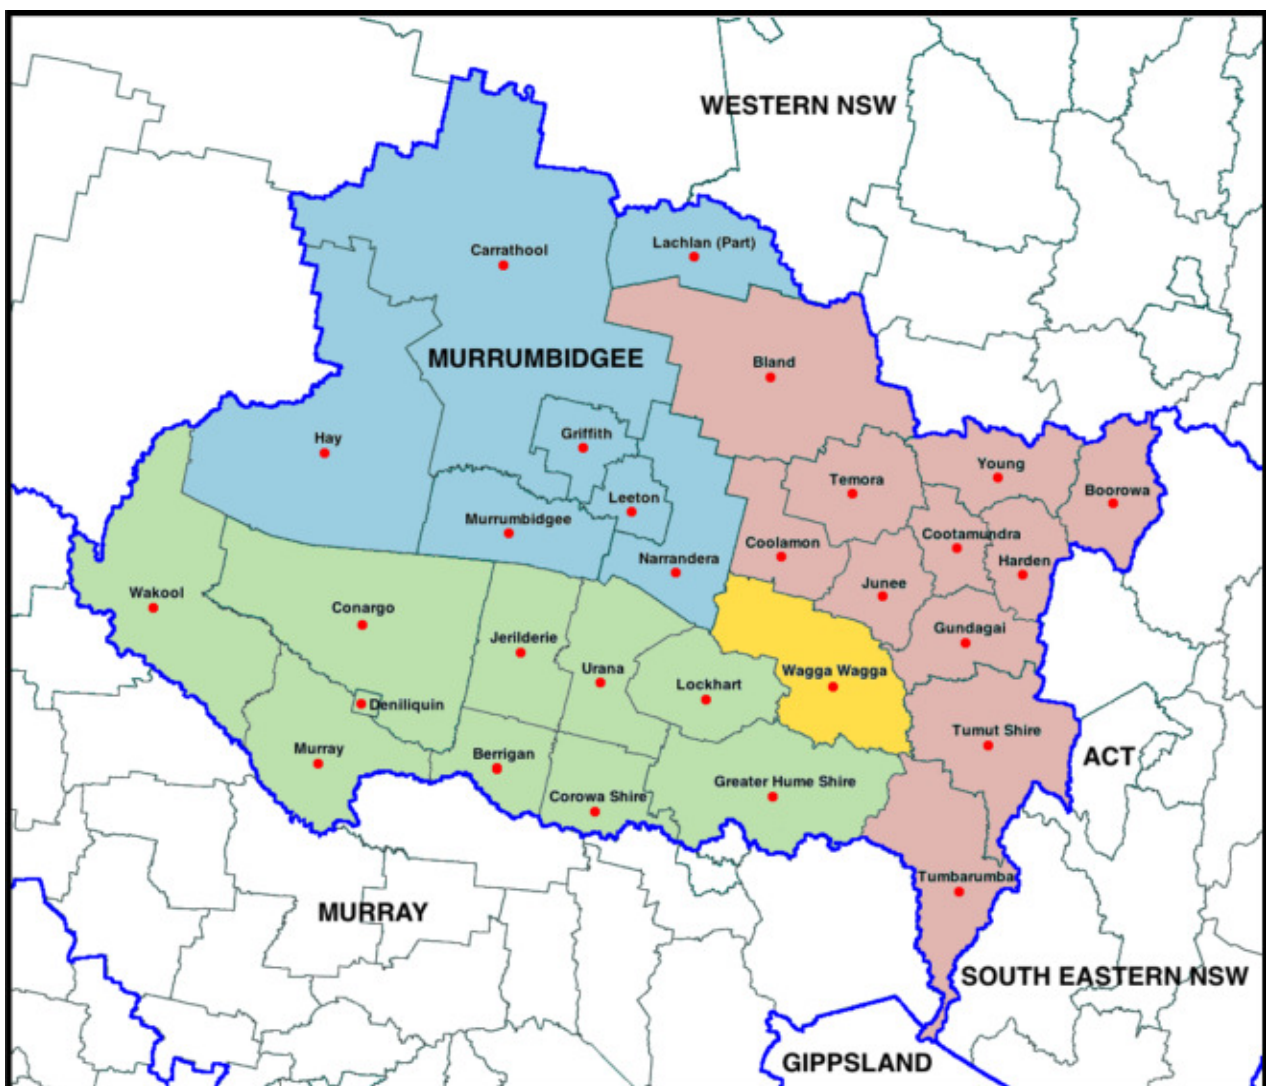 WESTERN NSW
Carrathool
Lachlan (Part)
MURRUMBIDGEE
Bland
Hay
Griffith
Young
Temora
Boorowa
Leeton
Murrumbidgee
Cootamundra
Coolamon
Narrandera
Harden
Junee
Wakool
Conargo
Gundagai
Jerilderie
Urana
Wagga Wagga
Lockhart
Deniliquin
Tumut Shire
Murray
Berrigan
ACT
Greater Hume Shire
Corowa Shire
Tumbarumba
MURRAY
SOUTH EASTERN NSW
GIPPSLAND